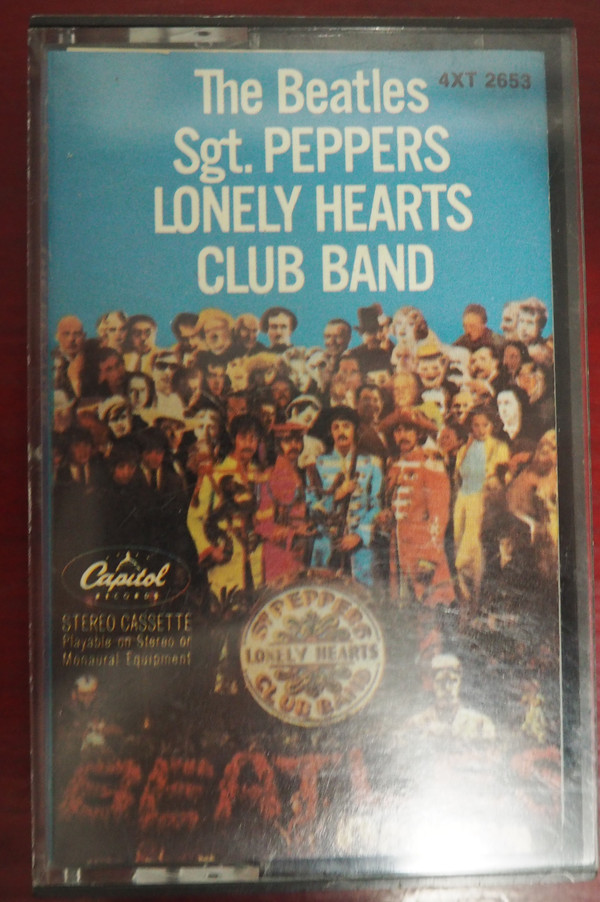 The Beatles 4XT 2653
Sgt. PEPPERS
LONELY HEARTS
CLUB BAND
Capitol
RECORDS
STEREO CASSETTE
Playable on Stereo or
Monaural Equipment
SGT PEPPERS
LONELY HEARTS
CLUB BAND
BEATLES